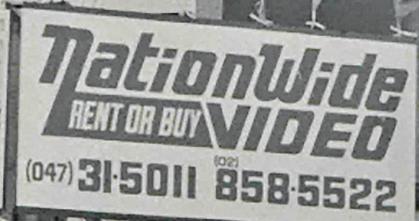 NationWide
RENT OR BUY VIDEO
(047) 31·5011 (02) 858·5522